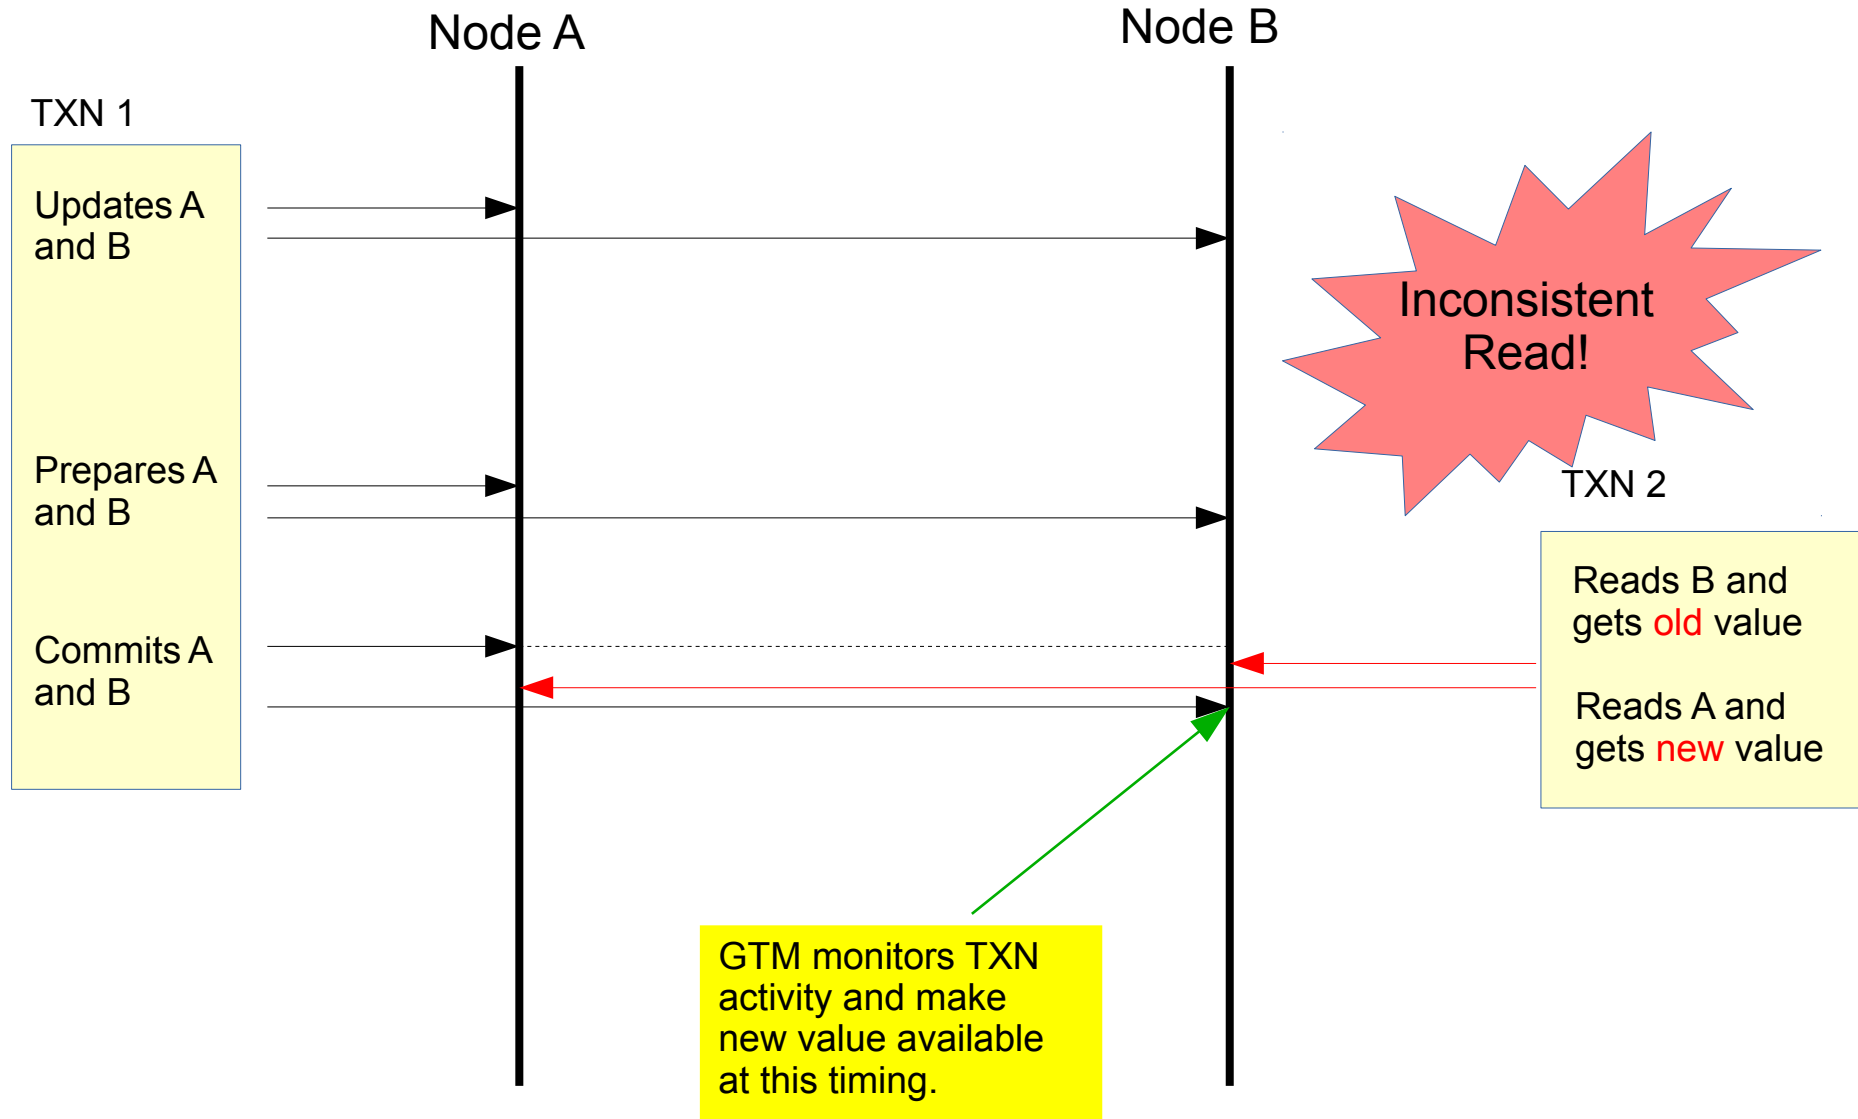 Node A
Node B
TXN 1
Updates A
and B
Inconsistent
Read!
Prepares A
and B
TXN 2
Reads B and
gets old value
Commits A
and B
Reads A and
gets new value
GTM monitors TXN
activity and make
new value available
at this timing.